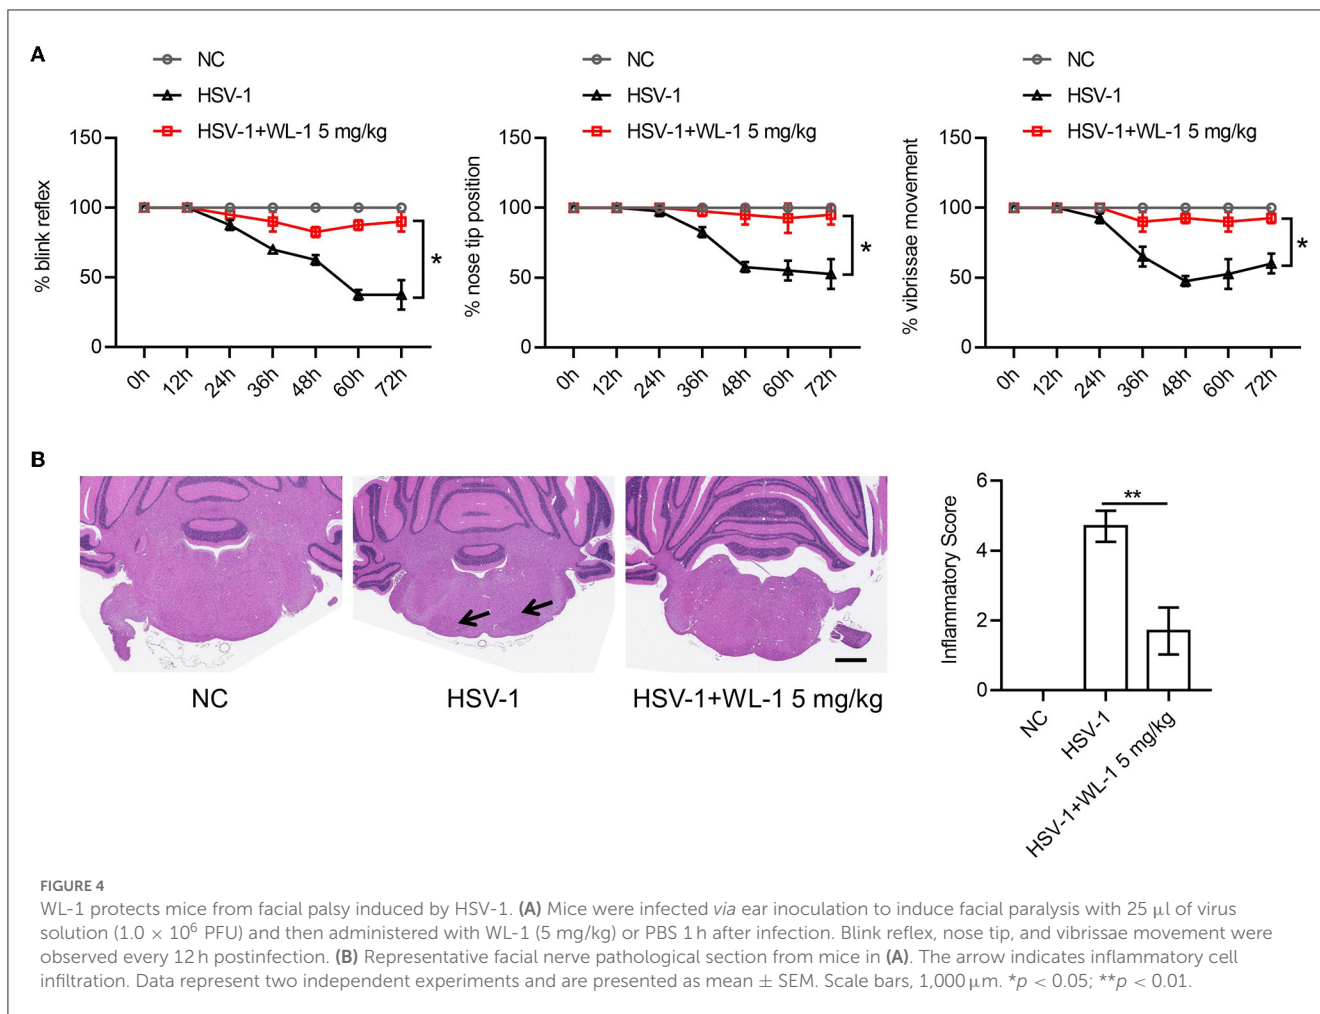 A
NC
HSV-1
HSV-1+WL-1 5 mg/kg
150
100
50
0
% blink reflex
*
0h
12h
24h
36h
48h
60h
72h
NC
HSV-1
HSV-1+WL-1 5 mg/kg
150
100
50
0
% nose tip position
*
0h
12h
24h
36h
48h
60h
72h
NC
HSV-1
HSV-1+WL-1 5 mg/kg
150
100
50
0
% vibrissae movement
*
0h
12h
24h
36h
48h
60h
72h
B
NC
HSV-1
HSV-1+WL-1 5 mg/kg
6
4
2
0
Inflammatory Score
**
NC
HSV-1
HSV-1+WL-1 5 mg/kg
FIGURE 4
WL-1 protects mice from facial palsy induced by HSV-1. (A) Mice were infected via ear inoculation to induce facial paralysis with 25 μl of virus
solution (1.0 × 10⁶ PFU) and then administered with WL-1 (5 mg/kg) or PBS 1 h after infection. Blink reflex, nose tip, and vibrissae movement were
observed every 12 h postinfection. (B) Representative facial nerve pathological section from mice in (A). The arrow indicates inflammatory cell
infiltration. Data represent two independent experiments and are presented as mean ± SEM. Scale bars, 1,000 μm. *p < 0.05; **p < 0.01.